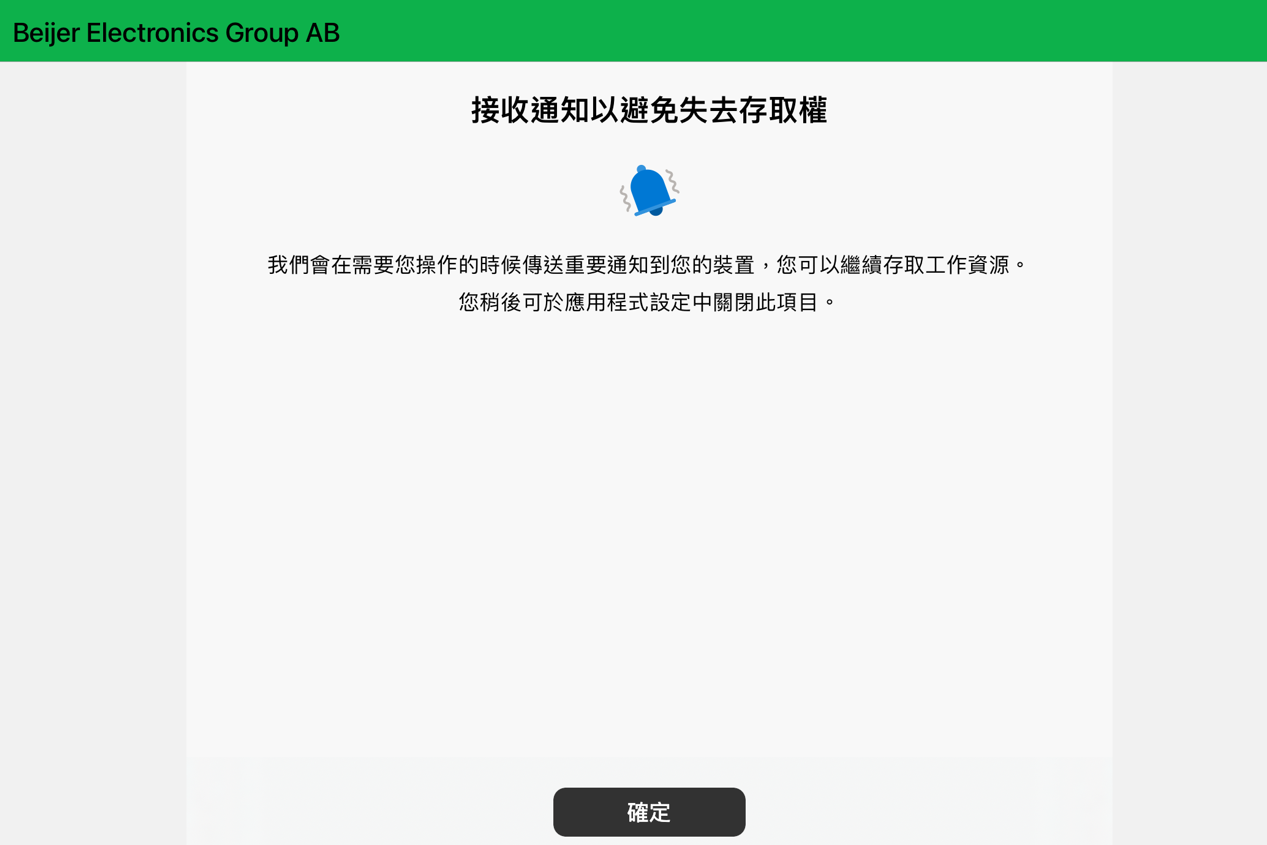 Beijer Electronics Group AB
接收通知以避免失去存取權
我們會在需要您操作的時候傳送重要通知到您的裝置，您可以繼續存取工作資源。
您稍後可於應用程式設定中關閉此項目。
確定